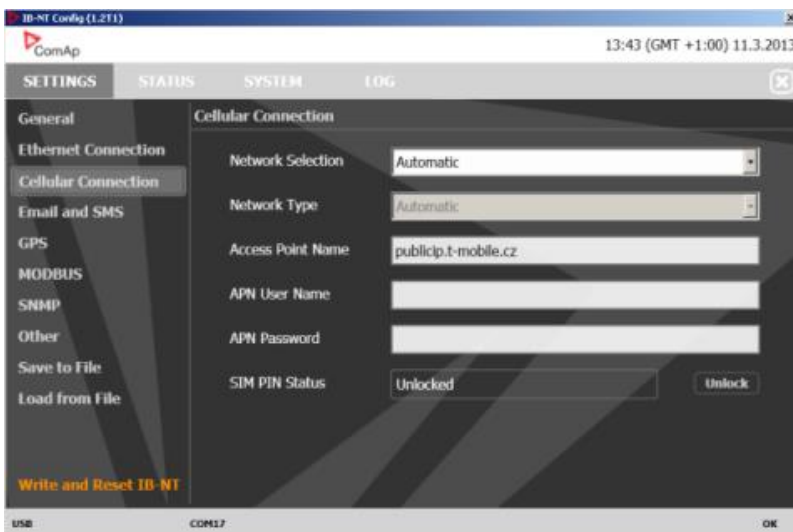 IB-NT Config (1.2T1)
ComAp
13:43 (GMT +1:00) 11.3.2013
SETTINGS STATUS SYSTEM LOG
General
Ethernet Connection
Cellular Connection
Email and SMS
GPS
MODBUS
SNMP
Other
Save to File
Load from File
Write and Reset IB-NT
Cellular Connection
Network Selection Automatic
Network Type Automatic
Access Point Name publicip.t-mobile.cz
APN User Name
APN Password
SIM PIN Status Unlocked Unlock
USB COM17 OK